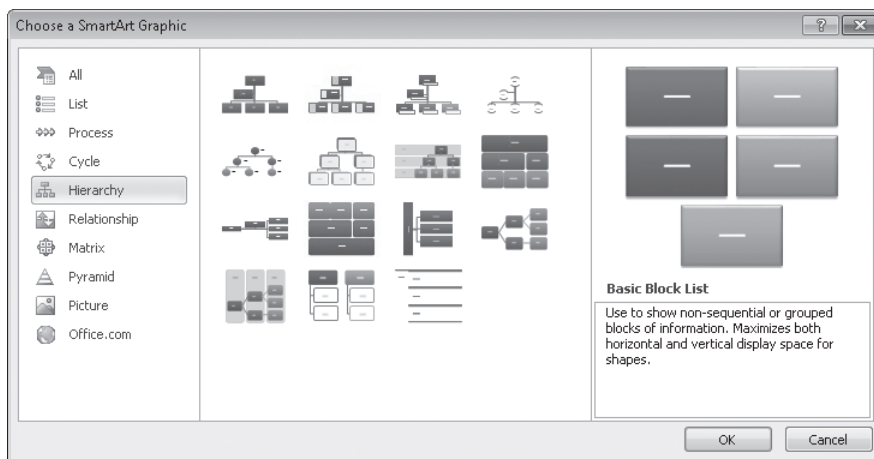 Choose a SmartArt Graphic
All
List
Process
Cycle
Hierarchy
Relationship
Matrix
Pyramid
Picture
Office.com
Basic Block List
Use to show non-sequential or grouped
blocks of information. Maximizes both
horizontal and vertical display space for
shapes.
OK
Cancel